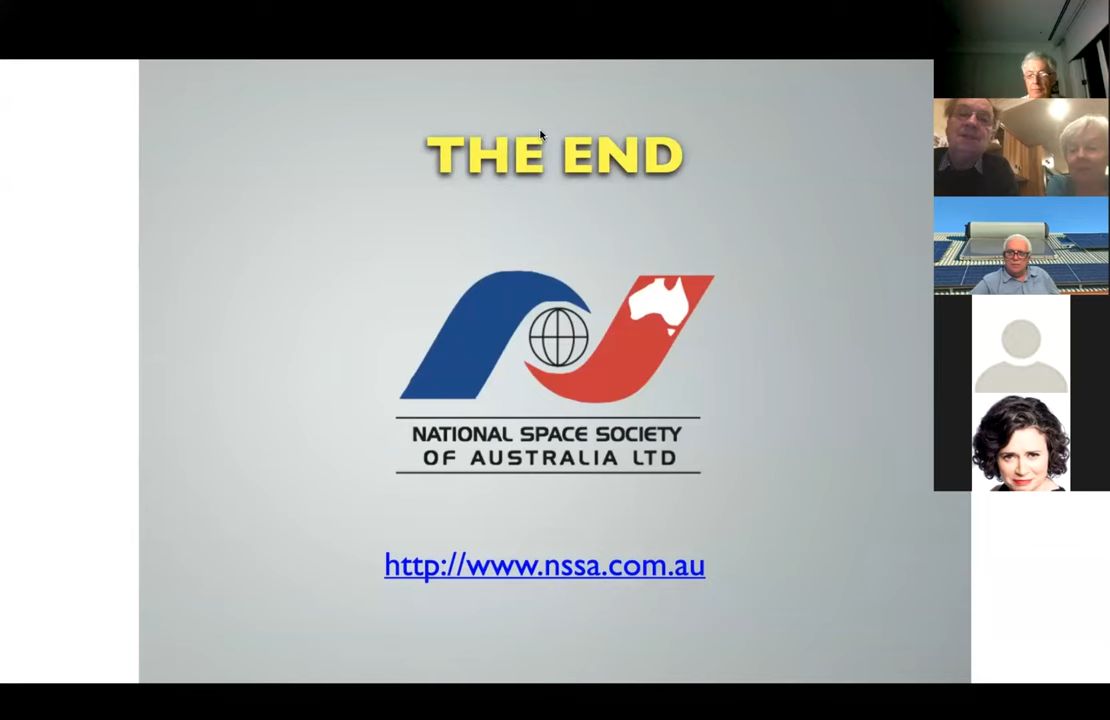 THE END
NATIONAL SPACE SOCIETY
OF AUSTRALIA LTD
http://www.nssa.com.au